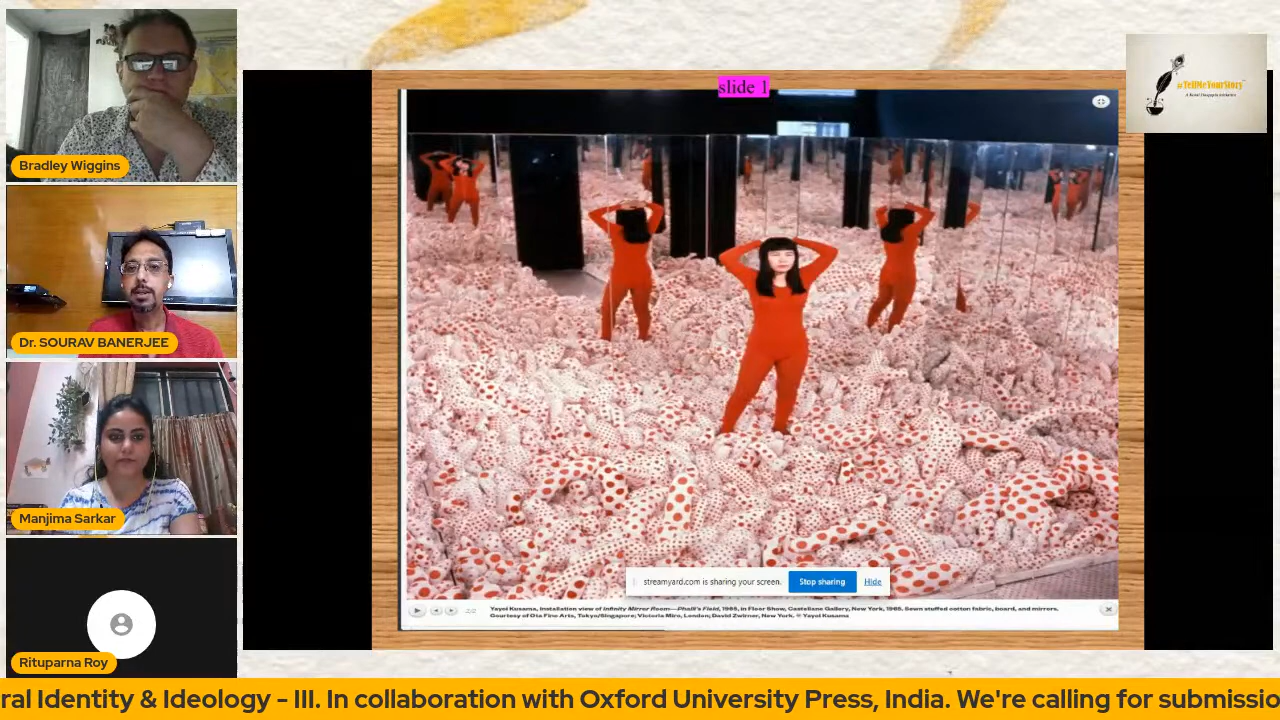 Bradley Wiggins
Dr. SOURAV BANERJEE
Manjima Sarkar
Rituparna Roy
slide 1
#TellMeYourStory
streamyard.com is sharing your screen. Stop sharing Hide
Yayoi Kusama, Installation view of Infinity Mirror Room—Phalli's Field, 1965, in Floor Show, Castellane Gallery, New York, 1965. Sewn stuffed cotton fabric, board, and mirrors.
Courtesy of Ota Fine Arts, Tokyo/Singapore; Victoria Miro, London; David Zwirner, New York. © Yayoi Kusama
ral Identity & Ideology - III. In collaboration with Oxford University Press, India. We're calling for submissio